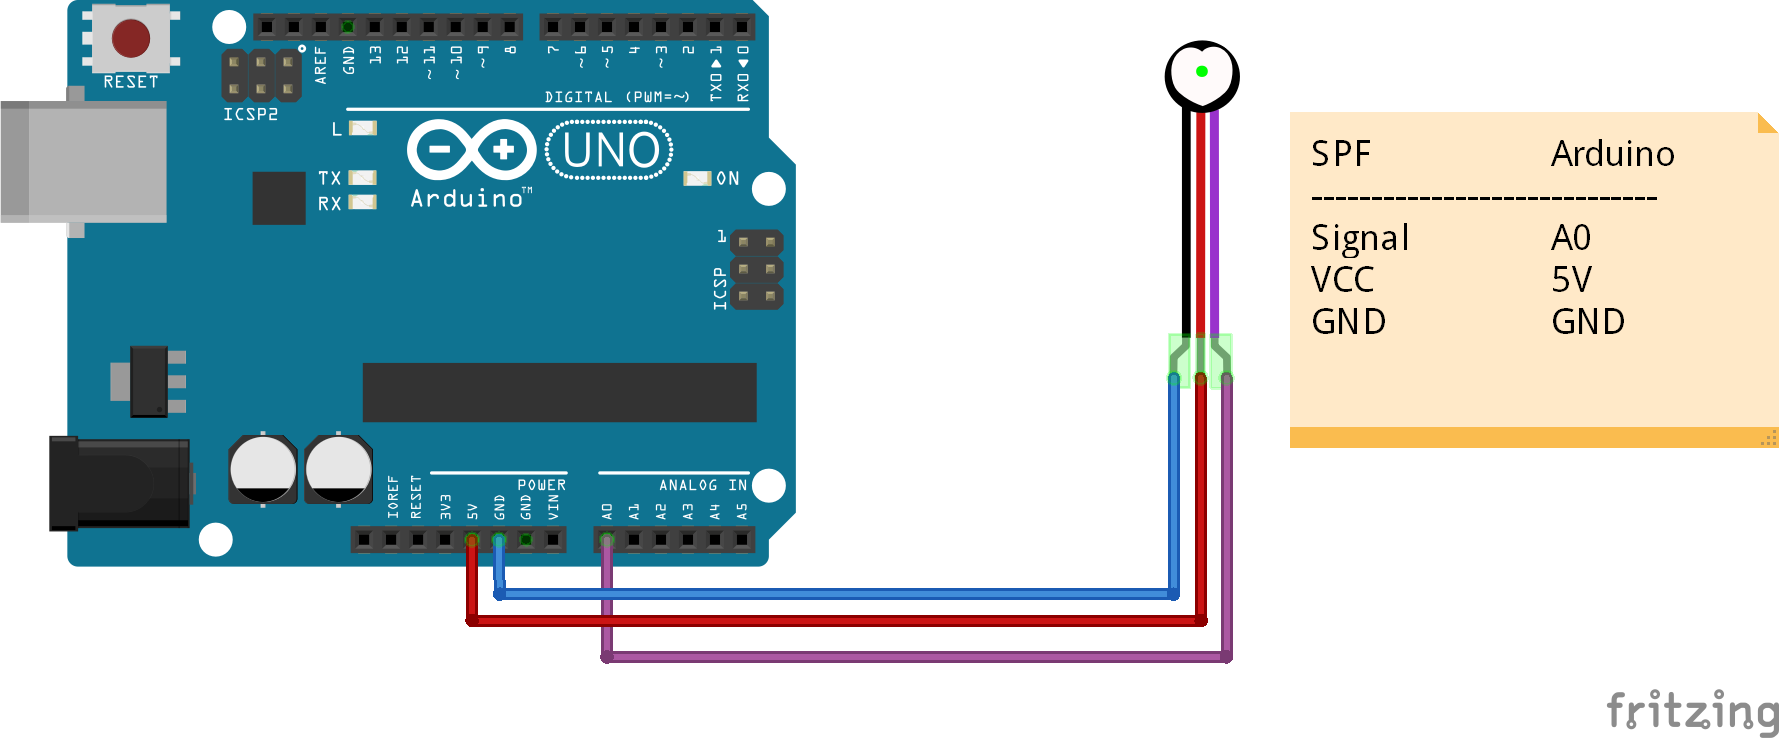 RESET
ICSP2
AREF
GND
13
12
~11
~10
~9
8
7
~6
~5
4
~3
2
TX0▶1
RX0◀0
DIGITAL (PWM=~)
L
TX
RX
UNO
Arduino™
ON
1
ICSP
IOREF
RESET
3V3
5V
GND
GND
VIN
POWER
ANALOG IN
A0
A1
A2
A3
A4
A5
SPF Arduino
-----------------------------
Signal A0
VCC 5V
GND GND
fritzing